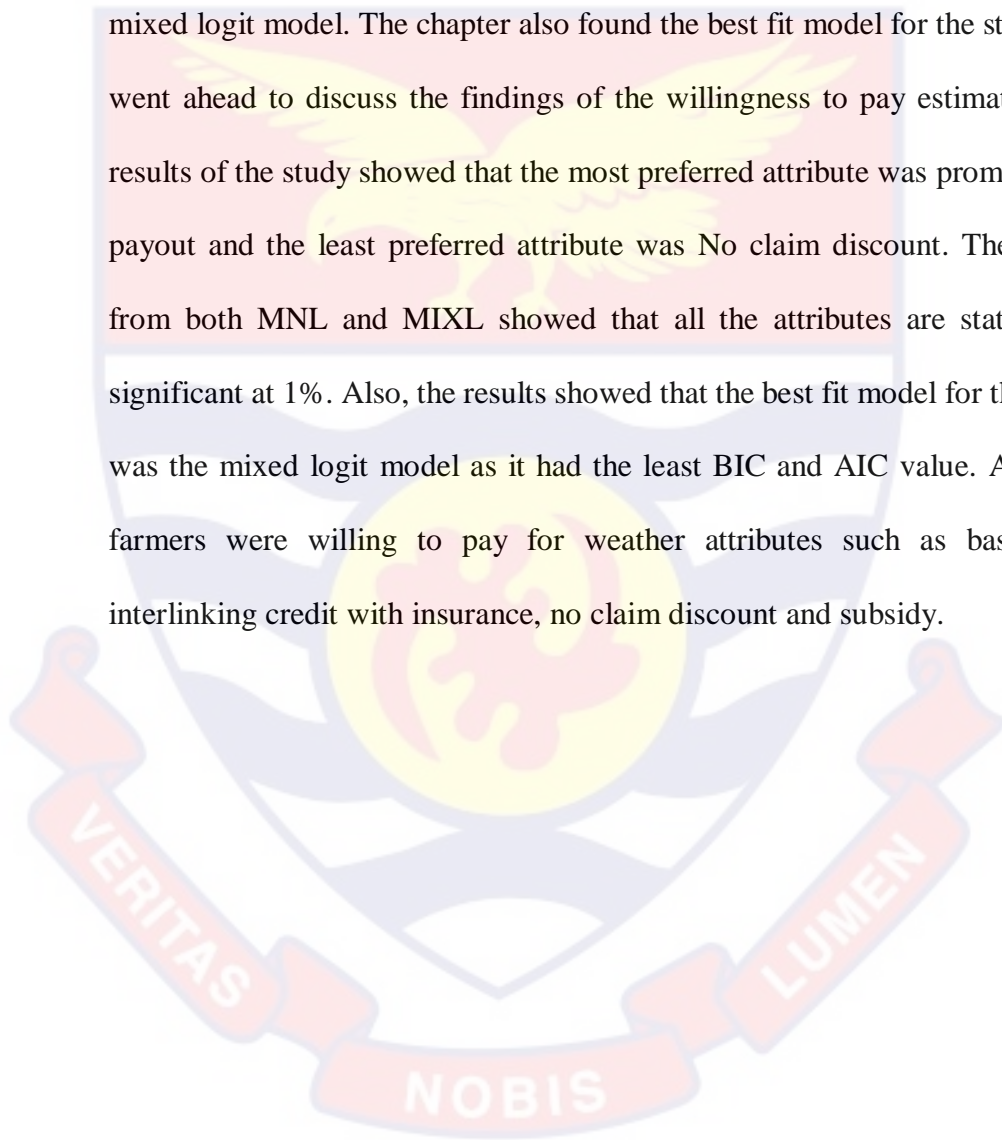 mixed logit model. The chapter also found the best fit model for the st
went ahead to discuss the findings of the willingness to pay estimat
results of the study showed that the most preferred attribute was prom
payout and the least preferred attribute was No claim discount. The
from both MNL and MIXL showed that all the attributes are stat
significant at 1%. Also, the results showed that the best fit model for th
was the mixed logit model as it had the least BIC and AIC value. A
farmers were willing to pay for weather attributes such as bas
interlinking credit with insurance, no claim discount and subsidy.
VERITAS
NOBIS
LUMEN